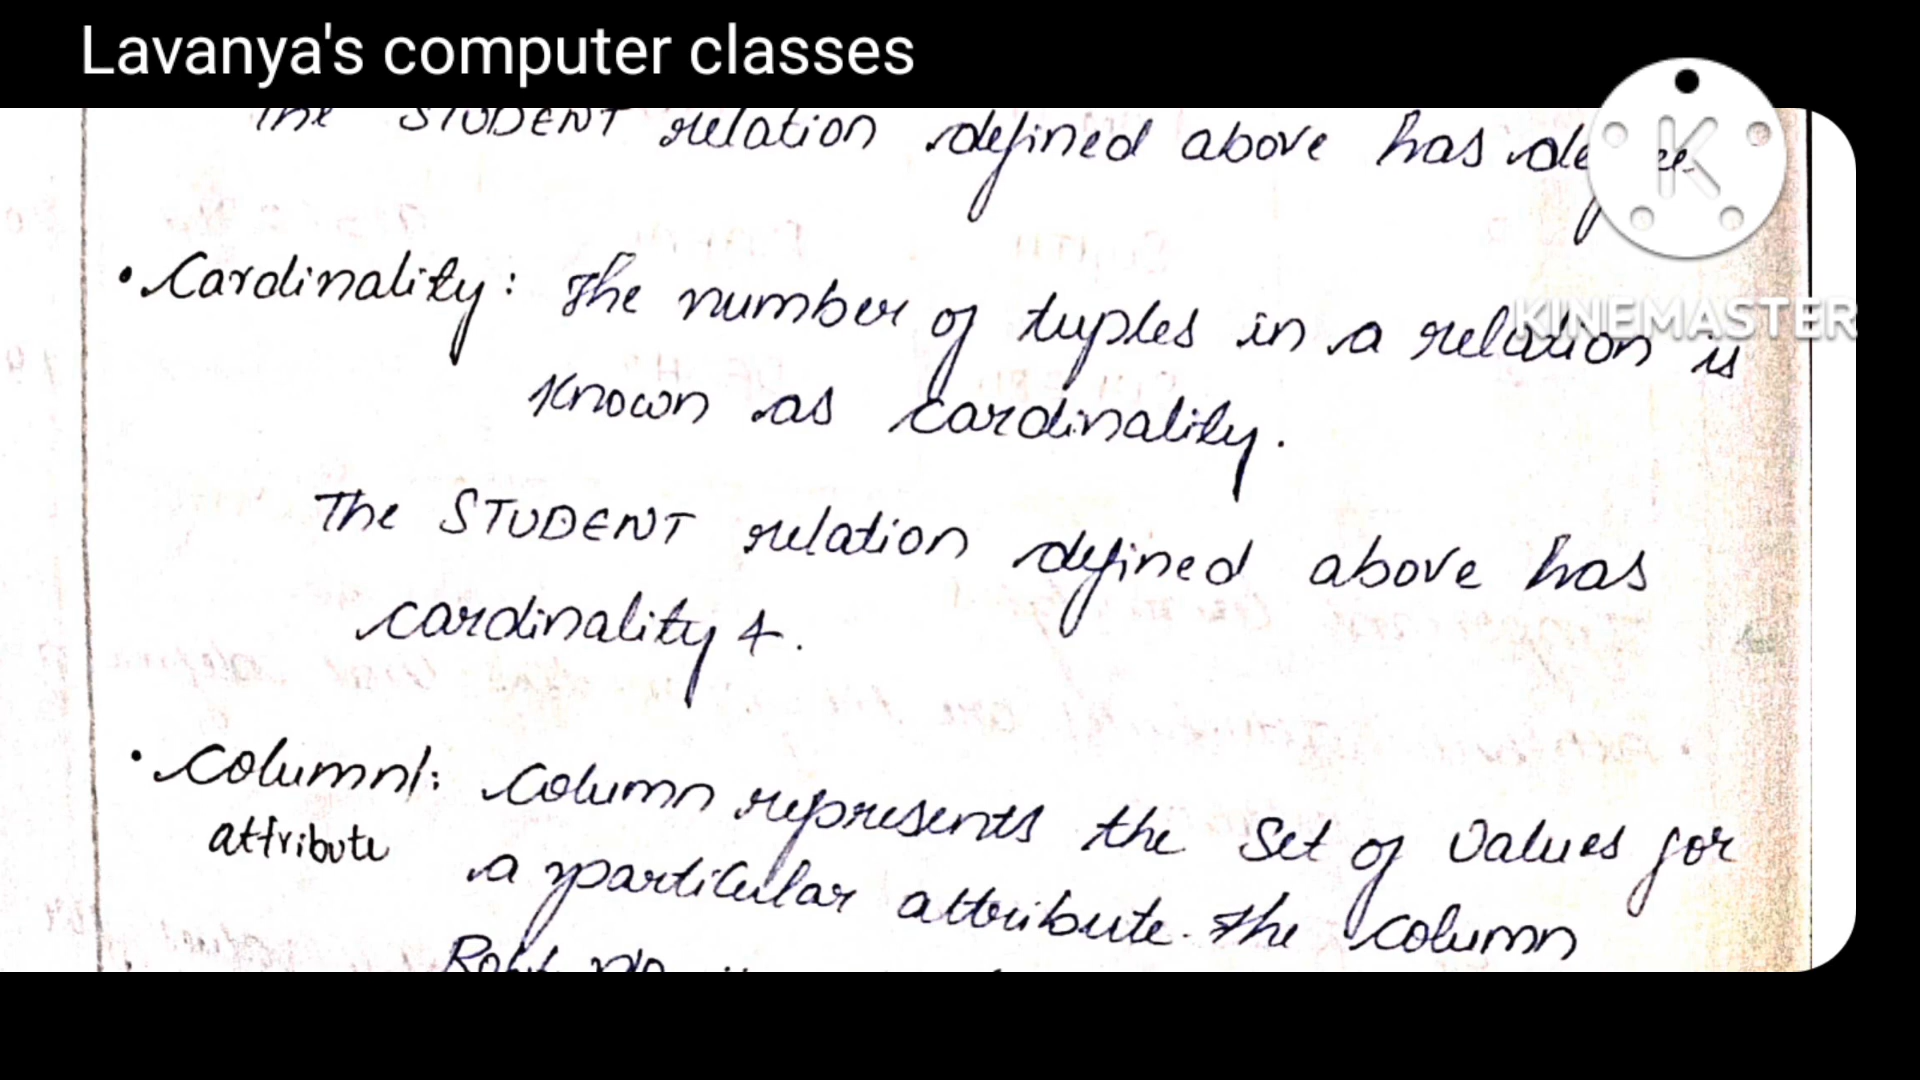 Lavanya's computer classes
The STUDENT relation defined above has
• Cardinality: The number of tuples in a relation is
known as cardinality.
The STUDENT relation defined above has
cardinality 4.
• Column/: Column represents the set of values for
attribute
a particular attribute. The column
KINEMASTER